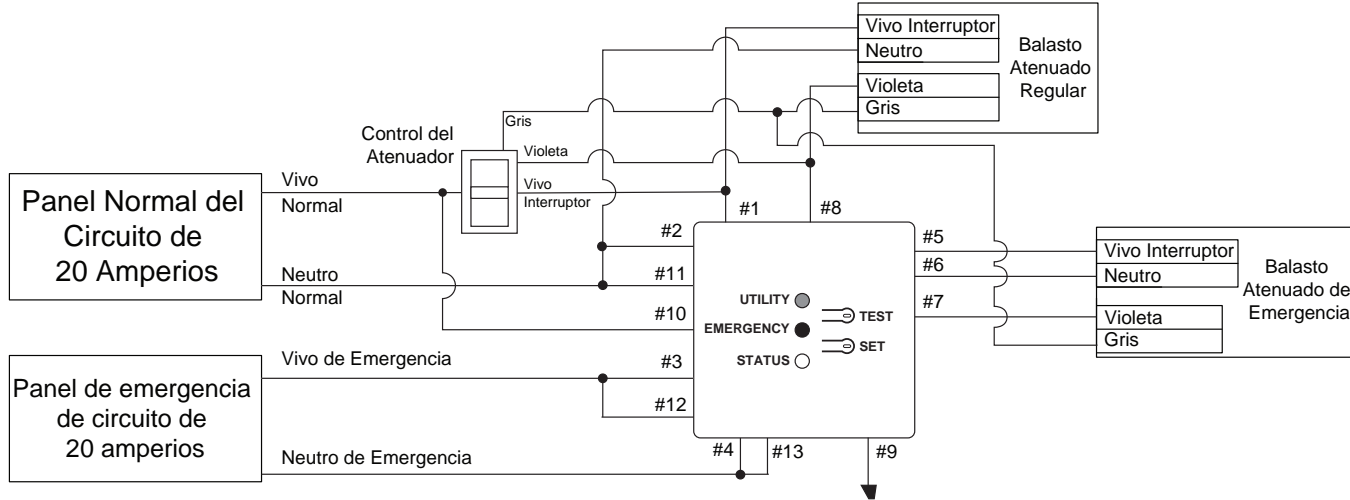 Vivo Interruptor
Neutro
Violeta
Gris
Balasto
Atenuado
Regular
Control del
Atenuador
Gris
Violeta
Vivo
Interruptor
Panel Normal del
Circuito de
20 Amperios
Vivo
Normal
Neutro
Normal
#1
#8
#2
#11
#10
#3
#12
#4
#13
#9
#5
#6
#7
UTILITY
EMERGENCY
STATUS
TEST
SET
Vivo Interruptor
Neutro
Violeta
Gris
Balasto
Atenuado de
Emergencia
Panel de emergencia
de circuito de
20 amperios
Vivo de Emergencia
Neutro de Emergencia